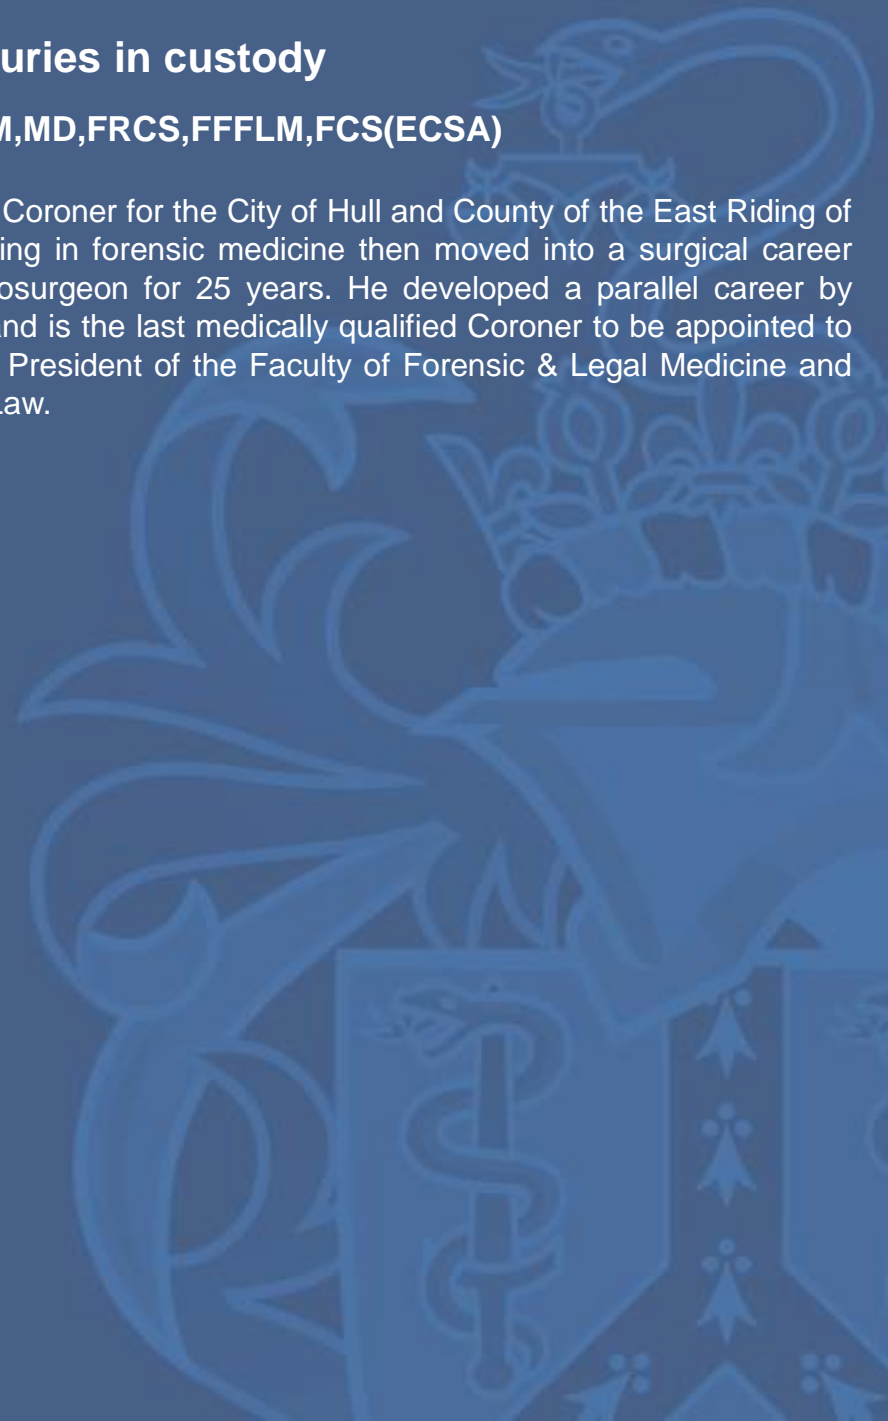 uries in custody
M,MD,FRCS,FFFLM,FCS(ECSA)
Coroner for the City of Hull and County of the East Riding of
ing in forensic medicine then moved into a surgical career
osurgeon for 25 years. He developed a parallel career by
and is the last medically qualified Coroner to be appointed to
President of the Faculty of Forensic & Legal Medicine and
Law.